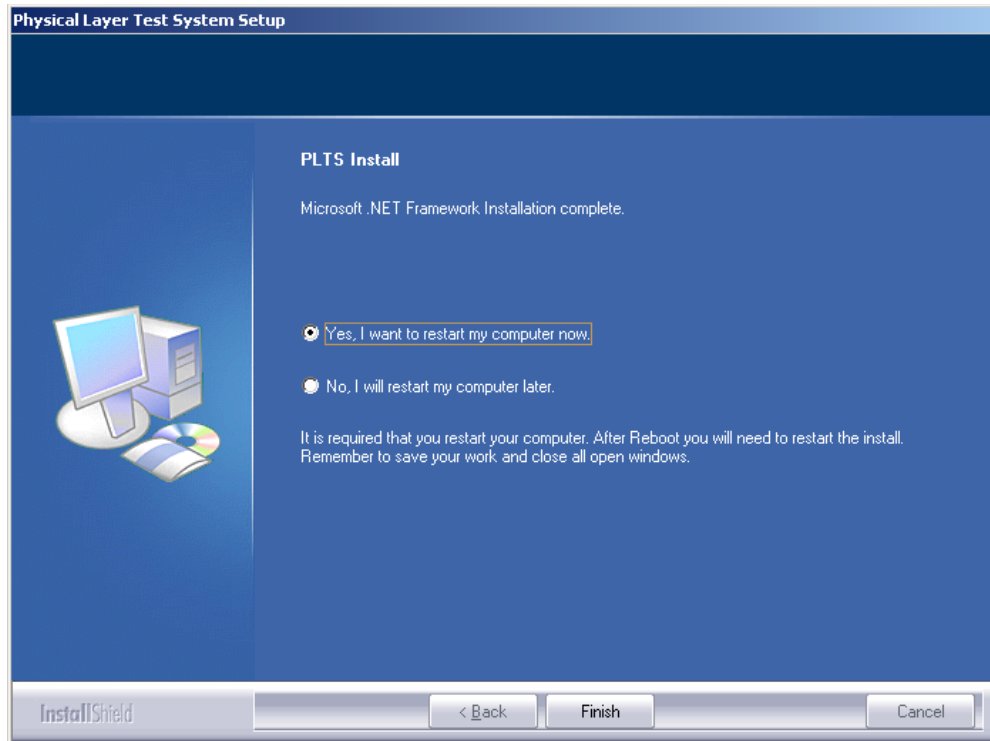 Physical Layer Test System Setup
PLTS Install
Microsoft .NET Framework Installation complete.
Yes, I want to restart my computer now.
No, I will restart my computer later.
It is required that you restart your computer. After Reboot you will need to restart the install.
Remember to save your work and close all open windows.
InstallShield
< Back
Finish
Cancel